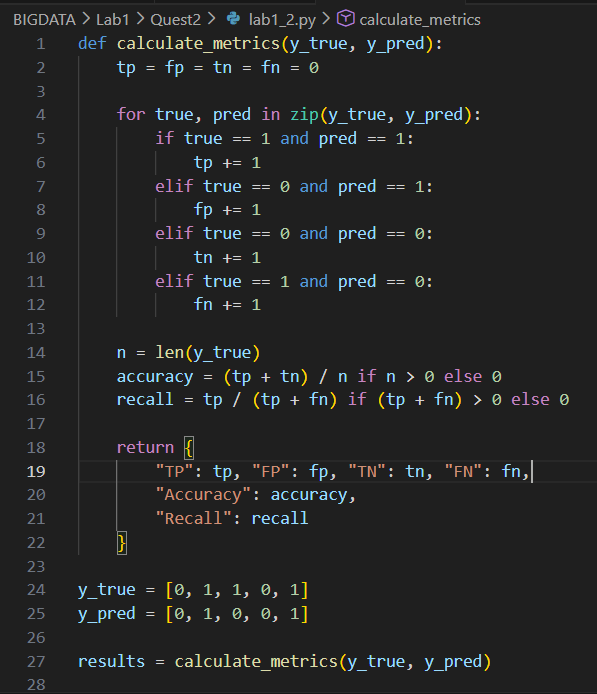 BIGDATA > Lab1 > Quest2 > lab1_2.py > calculate_metrics
1 def calculate_metrics(y_true, y_pred):
2     tp = fp = tn = fn = 0
3
4     for true, pred in zip(y_true, y_pred):
5         if true == 1 and pred == 1:
6             tp += 1
7         elif true == 0 and pred == 1:
8             fp += 1
9         elif true == 0 and pred == 0:
10             tn += 1
11         elif true == 1 and pred == 0:
12             fn += 1
13
14     n = len(y_true)
15     accuracy = (tp + tn) / n if n > 0 else 0
16     recall = tp / (tp + fn) if (tp + fn) > 0 else 0
17
18     return {
19         "TP": tp, "FP": fp, "TN": tn, "FN": fn,
20         "Accuracy": accuracy,
21         "Recall": recall
22     }
23
24 y_true = [0, 1, 1, 0, 1]
25 y_pred = [0, 1, 0, 0, 1]
26
27 results = calculate_metrics(y_true, y_pred)
28